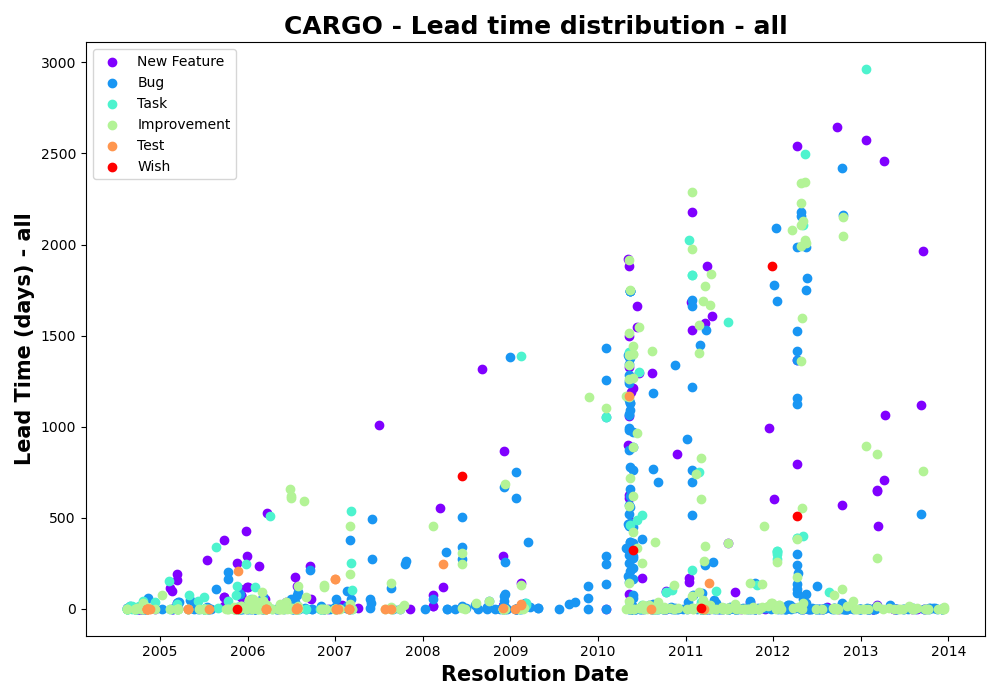 CARGO - Lead time distribution - all
New Feature
Bug
Task
Improvement
Test
Wish
Lead Time (days) - all
3000
2500
2000
1500
1000
500
0
2005 2006 2007 2008 2009 2010 2011 2012 2013 2014
Resolution Date